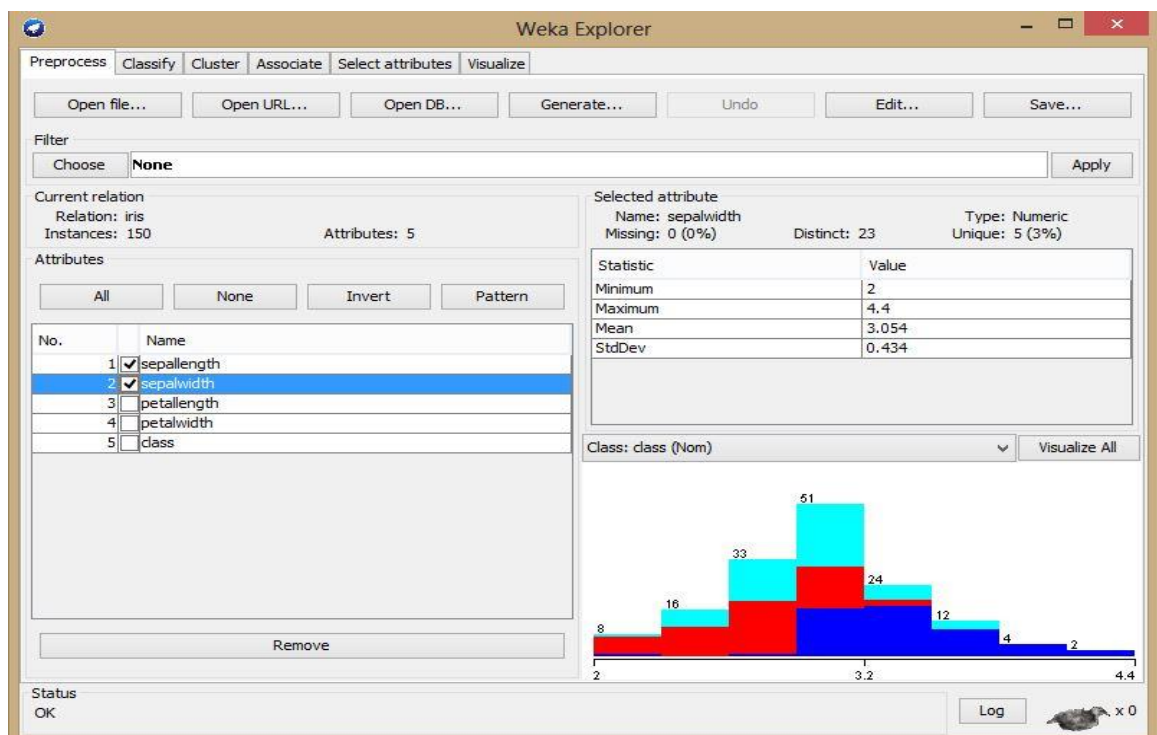 Weka Explorer
Preprocess Classify Cluster Associate Select attributes Visualize
Open file... Open URL... Open DB... Generate... Undo Edit... Save...
Filter
Choose None Apply
Current relation
Relation: iris
Instances: 150 Attributes: 5
Attributes
All None Invert Pattern
No. Name
1 sepallength
2 sepalwidth
3 petallength
4 petalwidth
5 class
Remove
Selected attribute
Name: sepalwidth Type: Numeric
Missing: 0 (0%) Distinct: 23 Unique: 5 (3%)
Statistic Value
Minimum 2
Maximum 4.4
Mean 3.054
StdDev 0.434
Class: class (Nom) Visualize All
51
33
24
16
12
8
4
2
2 3.2 4.4
Status
OK Log x 0